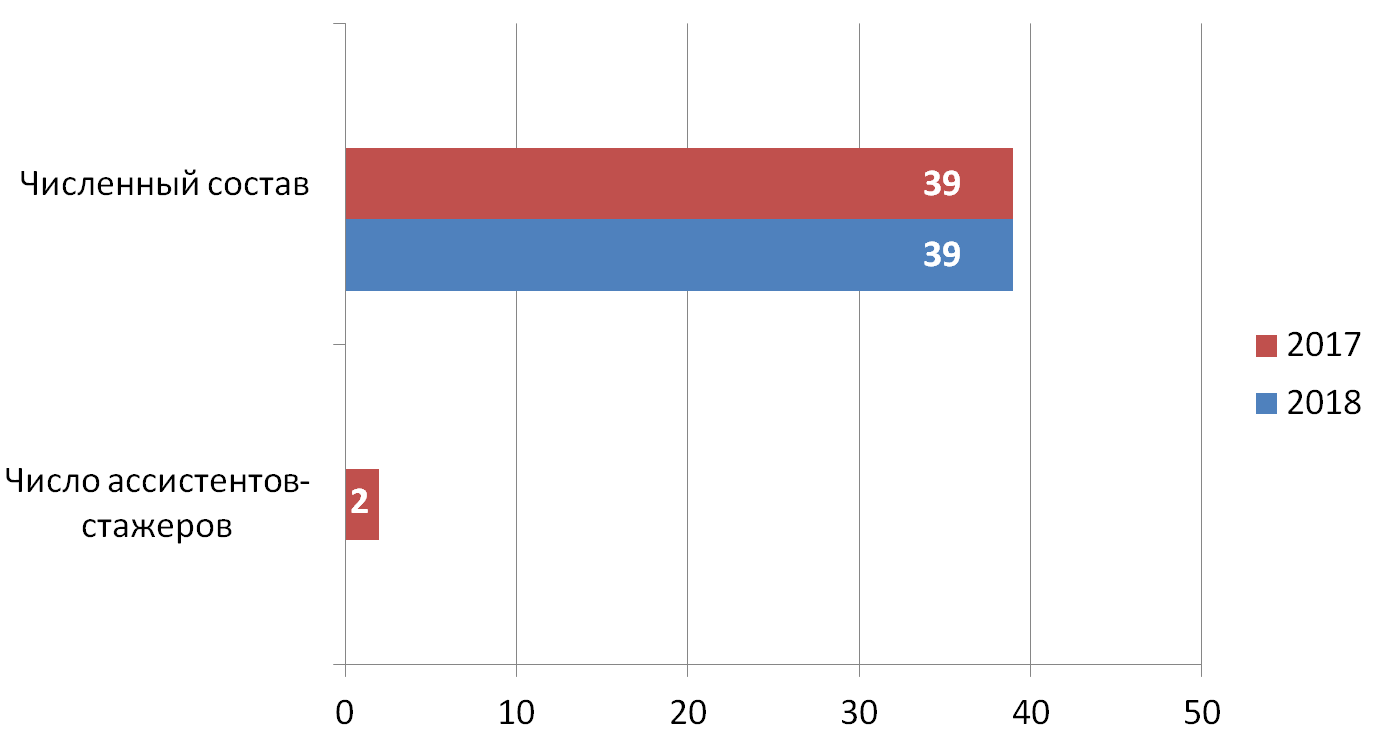 Численный состав
39
39
2017
2018
Число ассистентов-
стажеров
2
0 10 20 30 40 50